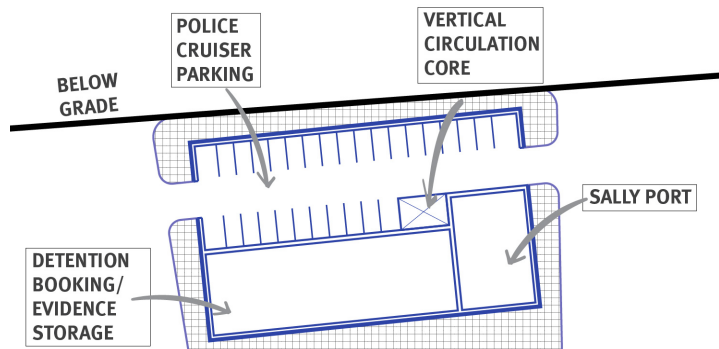 POLICE
CRUISER
PARKING
VERTICAL
CIRCULATION
CORE
BELOW
GRADE
SALLY PORT
DETENTION
BOOKING/
EVIDENCE
STORAGE